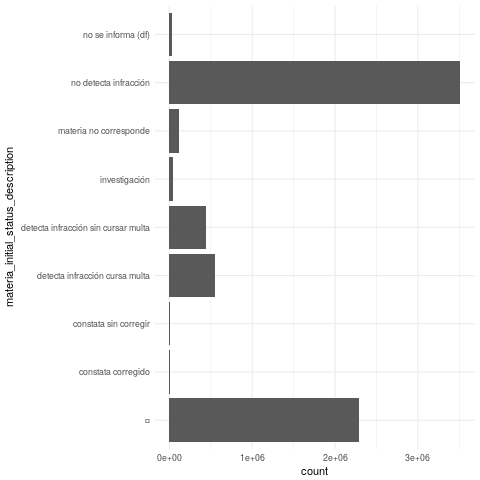 no se informa (df)
no detecta infracción
materia no corresponde
investigación
detecta infracción sin cursar multa
detecta infracción cursa multa
constata sin corregir
constata corregido
materia_initial_status_description
0e+00 1e+06 2e+06 3e+06
count